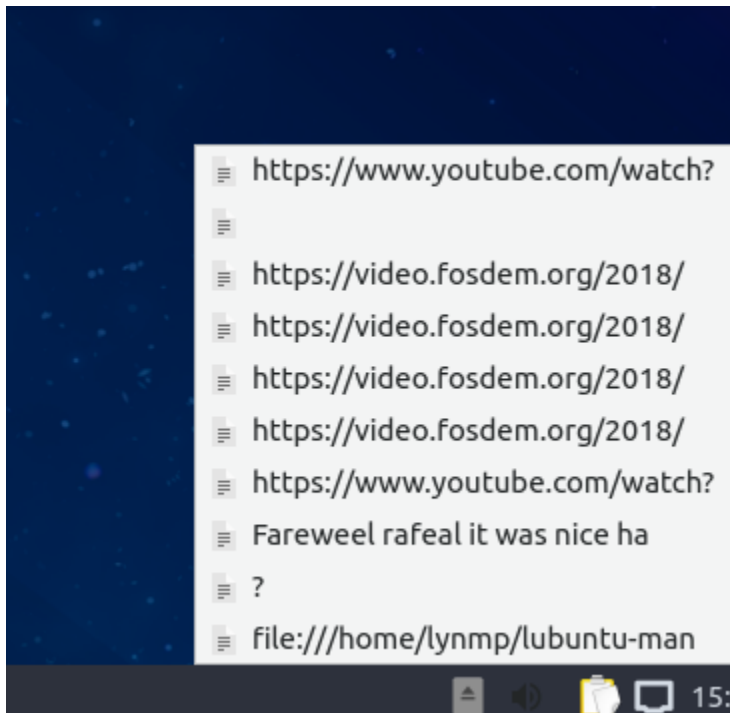 https://www.youtube.com/watch?
https://video.fosdem.org/2018/
https://video.fosdem.org/2018/
https://video.fosdem.org/2018/
https://video.fosdem.org/2018/
https://www.youtube.com/watch?
Fareweel rafeal it was nice ha
?
file:///home/lynmp/lubuntu-man
15: